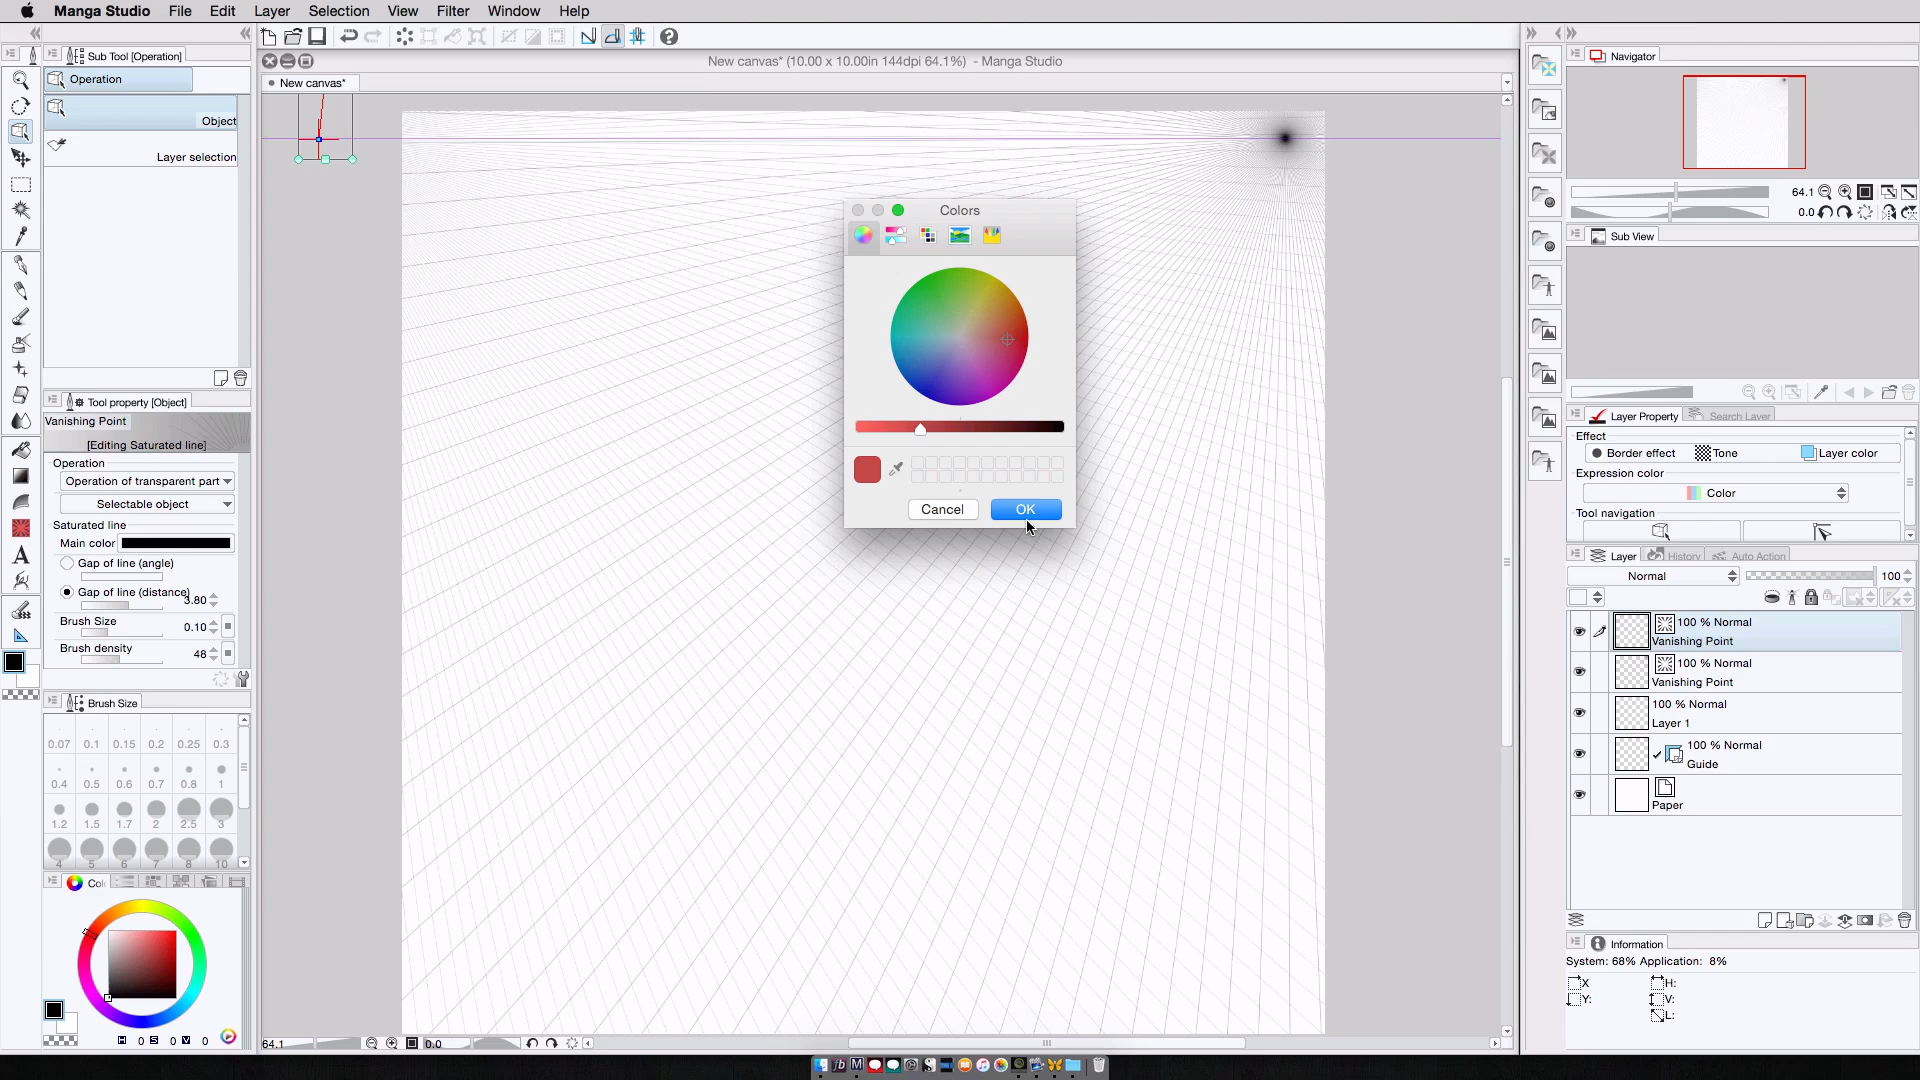 Manga Studio File Edit Layer Selection View Filter Window Help
Sub Tool [Operation]
Operation
Object
Layer selection
Tool property [Object]
Vanishing Point
[Editing Saturated line]
Operation
Operation of transparent part
Selectable object
Saturated line
Main color
Gap of line (angle)
Gap of line (distance) 3.80
Brush Size 0.10
Brush density 48
Brush Size
0.07 0.1 0.15 0.2 0.25 0.3
0.4 0.5 0.6 0.7 0.8 1
1.2 1.5 1.7 2 2.5 3
4 5 6 7 8 10
Col
H 0 S 0 V 0
New canvas* (10.00 x 10.00in 144dpi 64.1%) - Manga Studio
New canvas*
Colors
Cancel OK
64.1 0.0
Navigator
64.1
0.0
Sub View
Layer Property Search Layer
Effect
Border effect Tone Layer color
Expression color
Color
Tool navigation
Layer History Auto Action
Normal 100
100 % Normal
Vanishing Point
100 % Normal
Vanishing Point
100 % Normal
Layer 1
100 % Normal
Guide
Paper
Information
System: 68% Application: 8%
X H:
Y: V:
L: